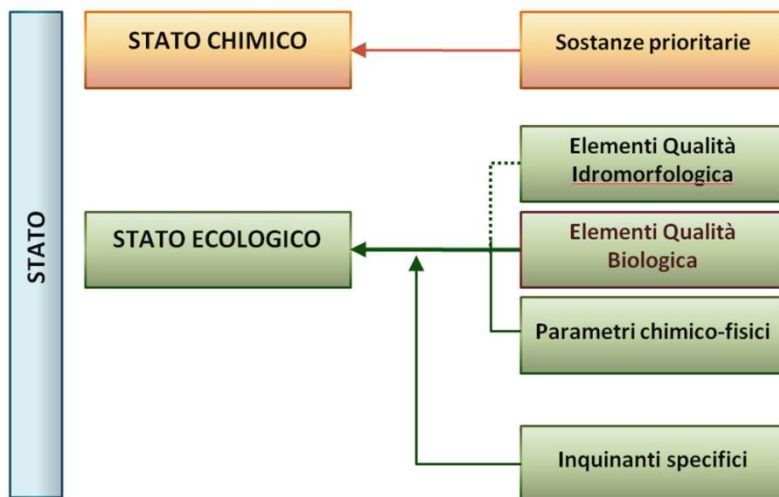 STATO
STATO CHIMICO
Sostanze prioritarie
Elementi Qualità
Idromorfologica
STATO ECOLOGICO
Elementi Qualità
Biologica
Parametri chimico-fisici
Inquinanti specifici